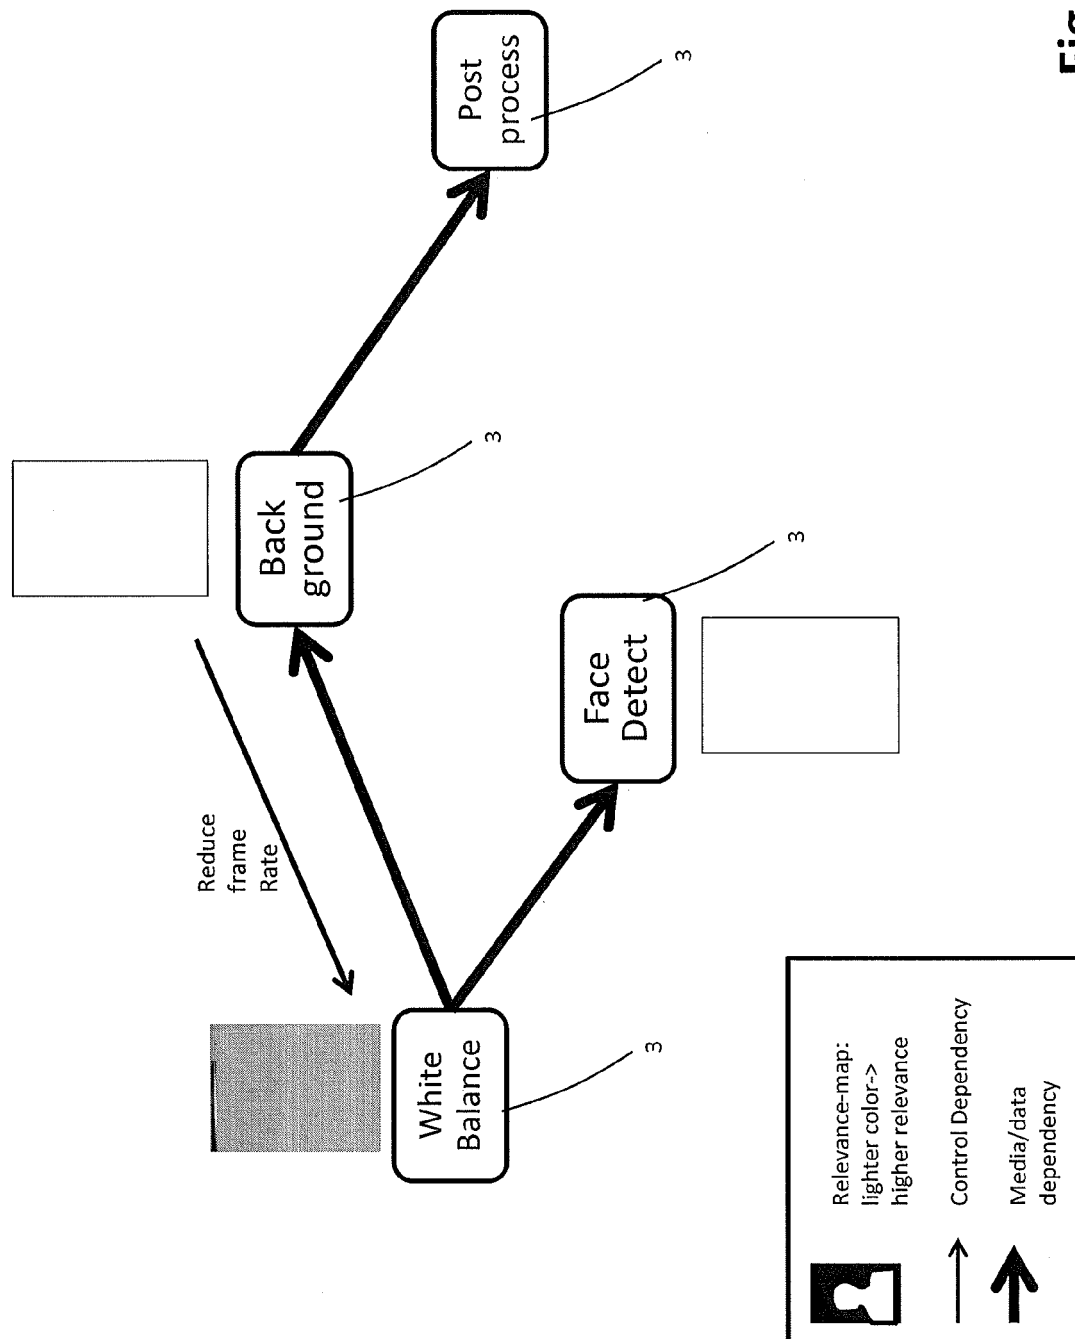 Reduce
frame
Rate
White
Balance
3
Back
ground
3
Face
Detect
3
Post
process
3
Relevance-map:
lighter color->
higher relevance
Control Dependency
Media/data
dependency
Fig